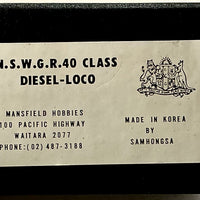 N.S.W.G.R.40 CLASS
DIESEL-LOCO
MANSFIELD HOBBIES
100 PACIFIC HIGHWAY
WAITARA 2077
PHONE:(02) 487-3188
MADE IN KOREA
BY
SAMHONGSA